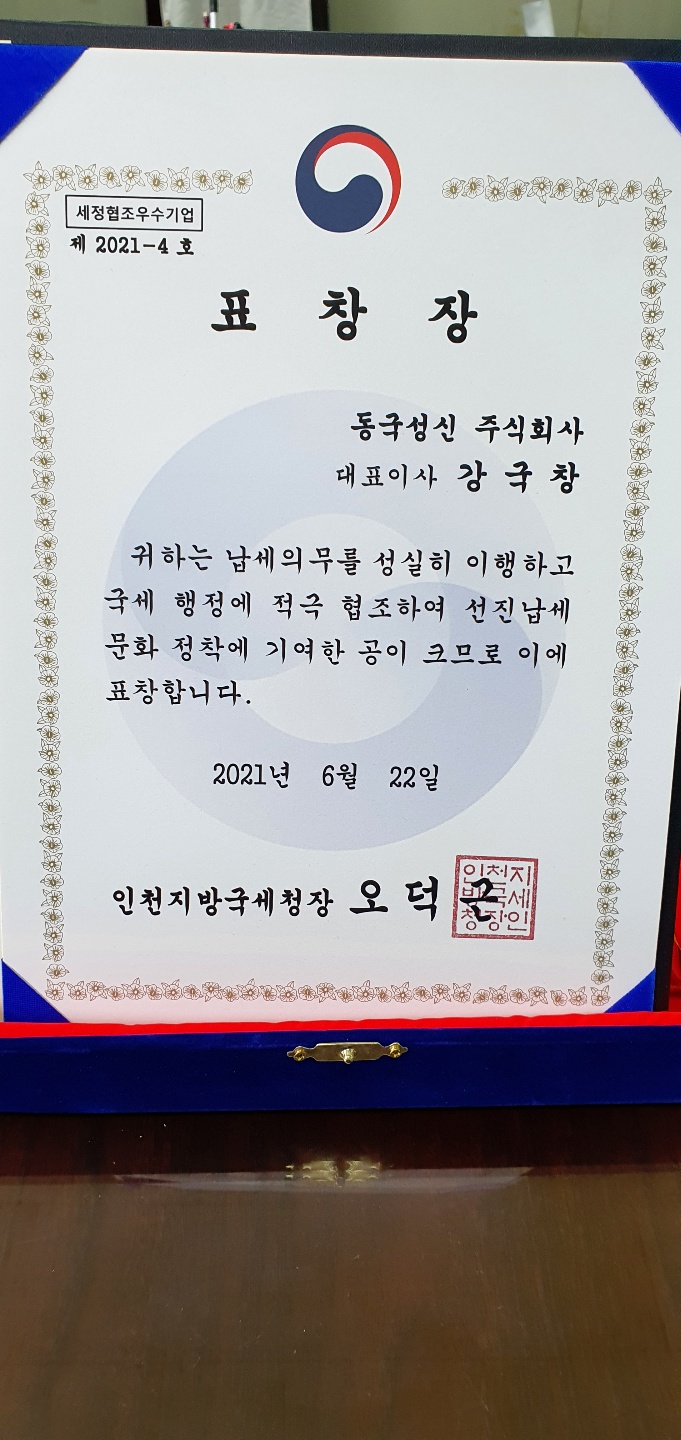 세정협조우수기업
제 2021-4 호
표 창 장
동국성신 주식회사
대표이사 강 국 창
귀하는 납세의무를 성실히 이행하고
국세 행정에 적극 협조하여 선진납세
문화 정착에 기여한 공이 크므로 이에
표창합니다.
2021년 6월 22일
인천지방국세청장 오 덕 근
인천지
방국세
청장인